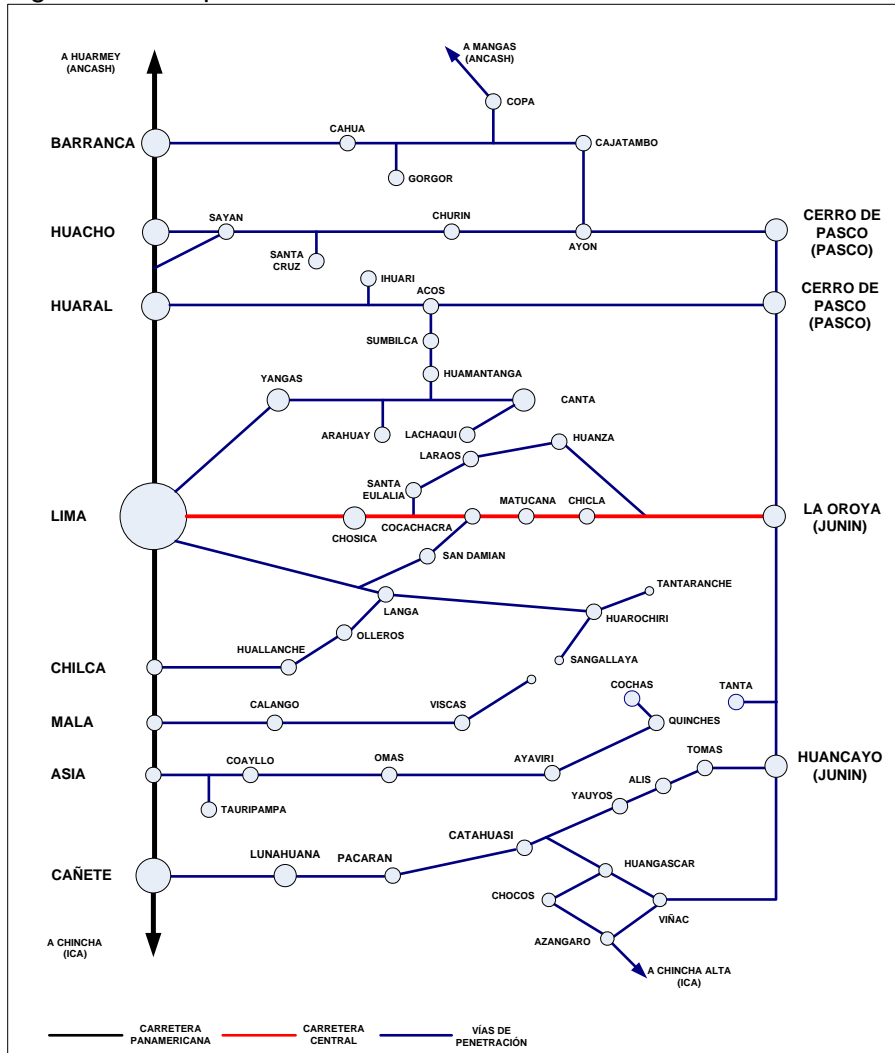 A HUARMEY
(ANCASH)
A MANGAS
(ANCASH)
COPA
BARRANCA
CAHUA
CAJATAMBO
GORGOR
HUACHO
SAYAN
CHURIN
CERRO DE
PASCO
(PASCO)
SANTA
CRUZ
AYON
IHUARI
HUARAL
ACOS
CERRO DE
PASCO
(PASCO)
SUMBILCA
HUAMANTANGA
YANGAS
CANTA
ARAHUAY
LACHAQUI
HUANZA
LARAOS
SANTA
EULALIA
MATUCANA
CHICLA
LIMA
CHOSICA
COCACHACRA
LA OROYA
(JUNIN)
SAN DAMIAN
TANTARANCHE
LANGA
HUAROCHIRI
OLLEROS
HUALLANCHE
SANGALLAYA
CHILCA
COCHAS
TANTA
MALA
CALANGO
VISCAS
QUINCHES
TOMAS
ASIA
COAYLLO
OMAS
AYAVIRI
HUANCAYO
(JUNIN)
ALIS
TAURIPAMPA
YAUYOS
CATAHUASI
LUNAHUANA
PACARAN
CAÑETE
HUANGASCAR
CHOCOS
VIÑAC
AZANGARO
A CHINCHA
(ICA)
A CHINCHA ALTA
(ICA)
CARRETERA
PANAMERICANA
CARRETERA
CENTRAL
VÍAS DE
PENETRACIÓN